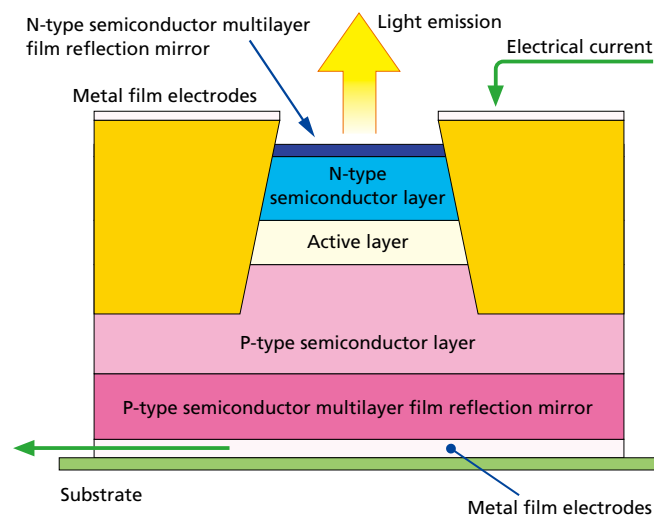 N-type semiconductor multilayer
film reflection mirror
Light emission
Electrical current
Metal film electrodes
N-type
semiconductor layer
Active layer
P-type semiconductor layer
P-type semiconductor multilayer film reflection mirror
Substrate
Metal film electrodes